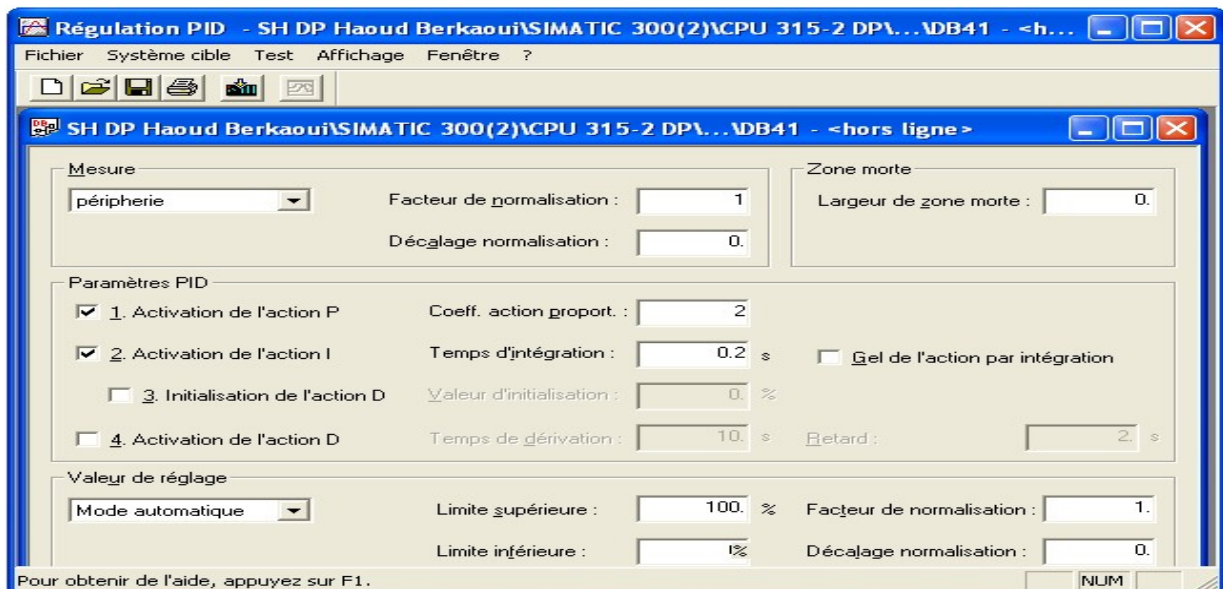 Régulation PID - SH DP Haoud Berkaoui\SIMATIC 300(2)\CPU 315-2 DP\...\DB41 - <h...
Fichier Système cible Test Affichage Fenêtre ?
SH DP Haoud Berkaoui\SIMATIC 300(2)\CPU 315-2 DP\...\DB41 - <hors ligne>
Mesure Zone morte
péripherie Facteur de normalisation : 1 Largeur de zone morte : 0.
Décalage normalisation : 0.
Paramètres PID
1. Activation de l'action P Coeff. action proport. : 2
2. Activation de l'action I Temps d'intégration : 0.2 s Gel de l'action par intégration
3. Initialisation de l'action D Valeur d'initialisation : 0. %
4. Activation de l'action D Temps de dérivation : 10. s Retard : 2. s
Valeur de réglage
Mode automatique Limite supérieure : 100. % Facteur de normalisation : 1.
Limite inférieure : % Décalage normalisation : 0.
Pour obtenir de l'aide, appuyez sur F1. NUM